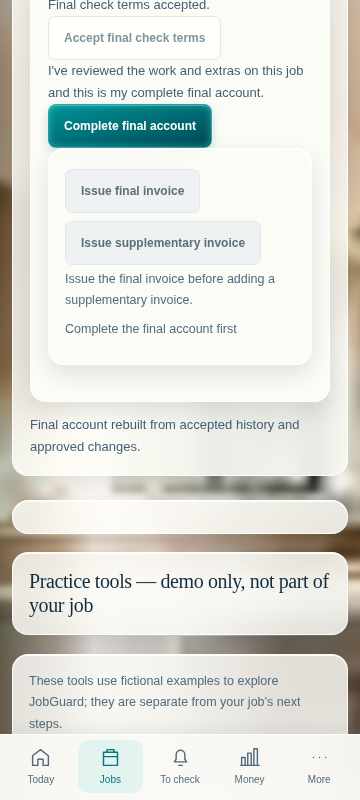 Final check terms accepted.
Accept final check terms
I've reviewed the work and extras on this job
and this is my complete final account.
Complete final account
Issue final invoice
Issue supplementary invoice
Issue the final invoice before adding a
supplementary invoice.
Complete the final account first
Final account rebuilt from accepted history and
approved changes.
Practice tools — demo only, not part of
your job
These tools use fictional examples to explore
JobGuard; they are separate from your job's next
steps.
Today
Jobs
To check
Money
More